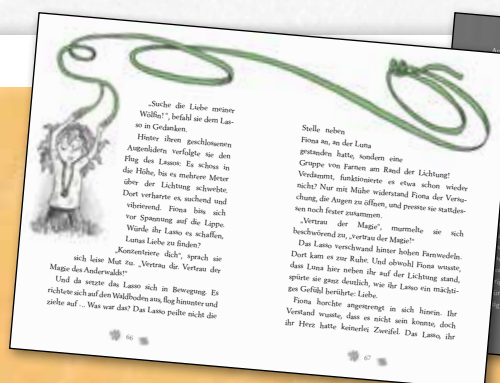 „Suche die Liebe meiner
Wölfin!", befahl sie dem Las-
so in Gedanken.
Hinter ihren geschlossenen
Augenlidern verfolgte sie den
Flug des Lassos: Es schoss in
die Höhe, bis es mehrere Meter
über der Lichtung schwebte.
Dort verharrte es, suchend und
vibrierend. Fiona biss sich
vor Spannung auf die Lippe.
Würde ihr Lasso es schaffen,
Lunas Liebe zu finden?
„Konzentriere dich", sprach sie
sich leise Mut zu. „Vertrau dir. Vertrau der
Magie des Anderwalds!"
Und da setzte das Lasso sich in Bewegung. Es
richtete sich auf den Waldboden aus, flog hinunter und
zielte auf ... Was war das? Das Lasso peilte nicht die
66
Stelle neben
Fiona an, an der Luna
gestanden hatte, sondern eine
Gruppe von Farnen am Rand der Lichtung!
Verdammt, funktionierte es etwa schon wieder
nicht? Nur mit Mühe widerstand Fiona der Versu-
chung, die Augen zu öffnen, und presste sie stattdes-
sen noch fester zusammen.
„Vertrau der Magie", murmelte sie sich
beschwörend zu, „vertrau der Magie!"
Das Lasso verschwand hinter hohen Farnwedeln.
Dort kam es zur Ruhe. Und obwohl Fiona wusste,
dass Luna hier neben ihr auf der Lichtung stand,
spürte sie ganz deutlich, wie ihr Lasso ein mächti-
ges Gefühl berührte: Liebe.
Fiona horchte angestrengt in sich hinein. Ihr
Verstand wusste, dass es nicht sein konnte, doch
ihr Herz hatte keinerlei Zweifel. Das Lasso, ihr
67